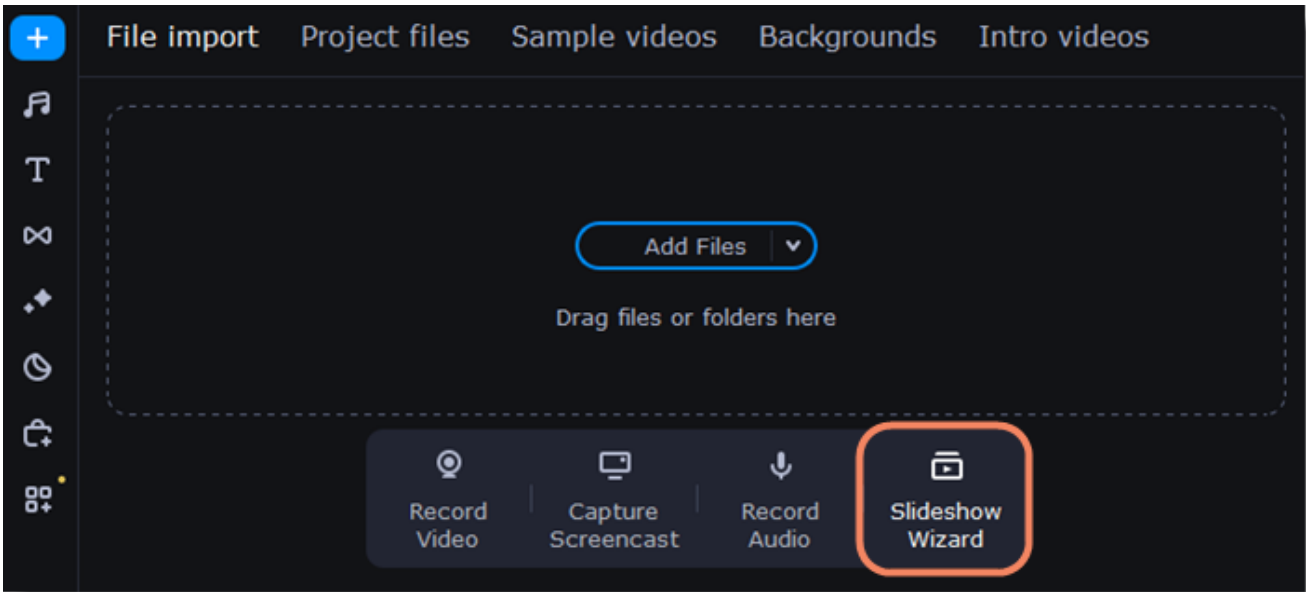 File import Project files Sample videos Backgrounds Intro videos
Add Files
Drag files or folders here
Record Video
Capture Screencast
Record Audio
Slideshow Wizard